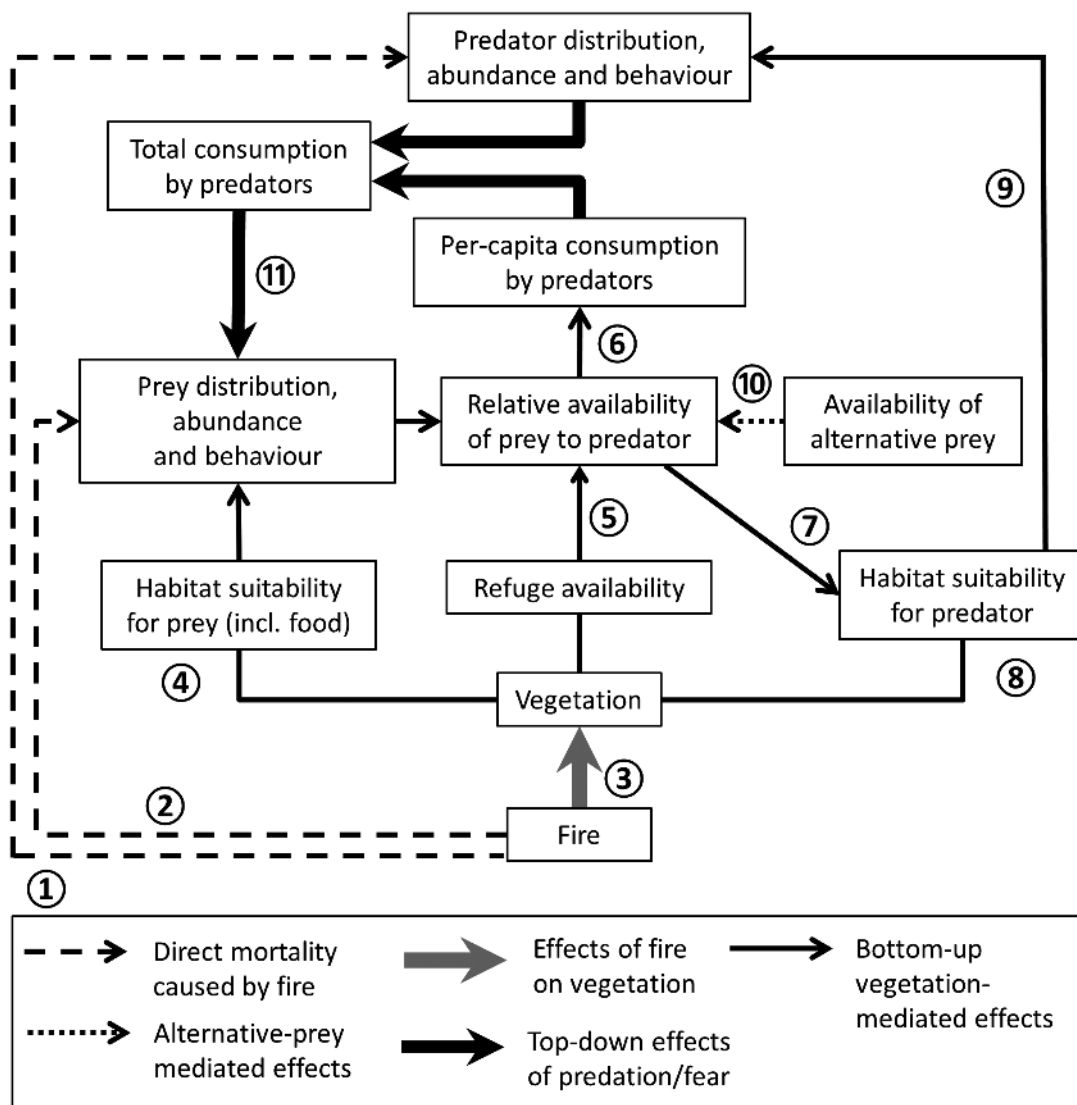 Predator distribution,
abundance and behaviour
Total consumption
by predators
⑨
Per-capita consumption
by predators
⑪
⑥
Prey distribution,
abundance
and behaviour
Relative availability
of prey to predator
⑩
Availability of
alternative prey
⑤
⑦
Habitat suitability
for prey (incl. food)
Refuge availability
Habitat suitability
for predator
④
Vegetation
⑧
③
②
Fire
①
Direct mortality
caused by fire
Alternative-prey
mediated effects
Effects of fire
on vegetation
Top-down effects
of predation/fear
Bottom-up
vegetation-
mediated effects